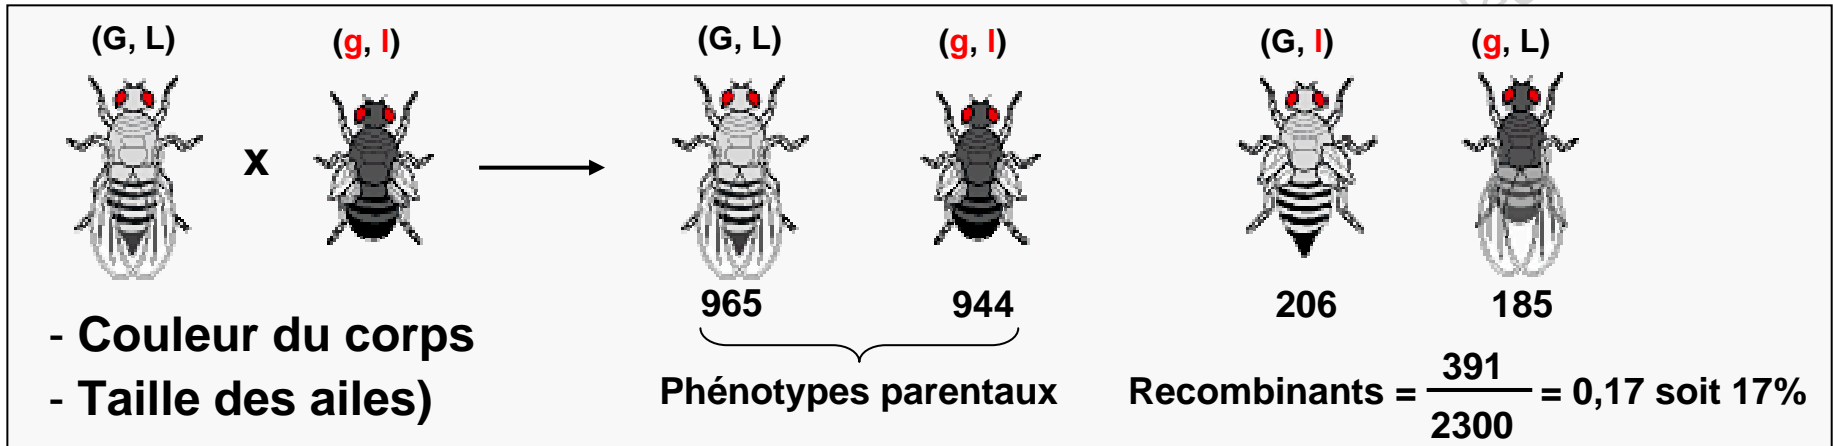 (G, L) (g, l) (G, L) (g, l) (G, l) (g, L)
x
965 944 206 185
- Couleur du corps
- Taille des ailes)
Phénotypes parentaux
Recombinants = 391 / 2300 = 0,17 soit 17%